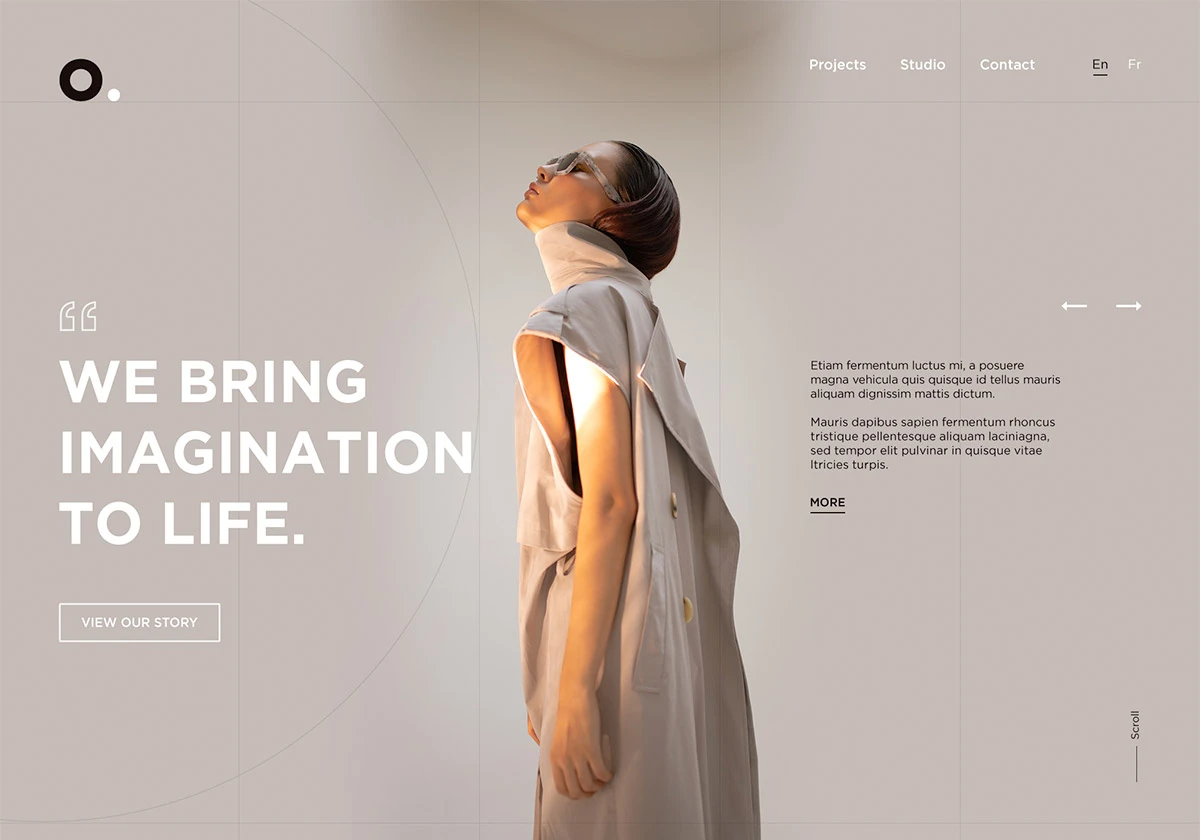 O.
Projects Studio Contact En Fr
“
WE BRING
IMAGINATION
TO LIFE.
VIEW OUR STORY
Etiam fermentum luctus mi, a posuere
magna vehicula quis quisque id tellus mauris
aliquam dignissim mattis dictum.
Mauris dapibus sapien fermentum rhoncus
tristique pellentesque aliquam laciniagna,
sed tempor elit pulvinar in quisque vitae
ltricies turpis.
MORE
Scroll